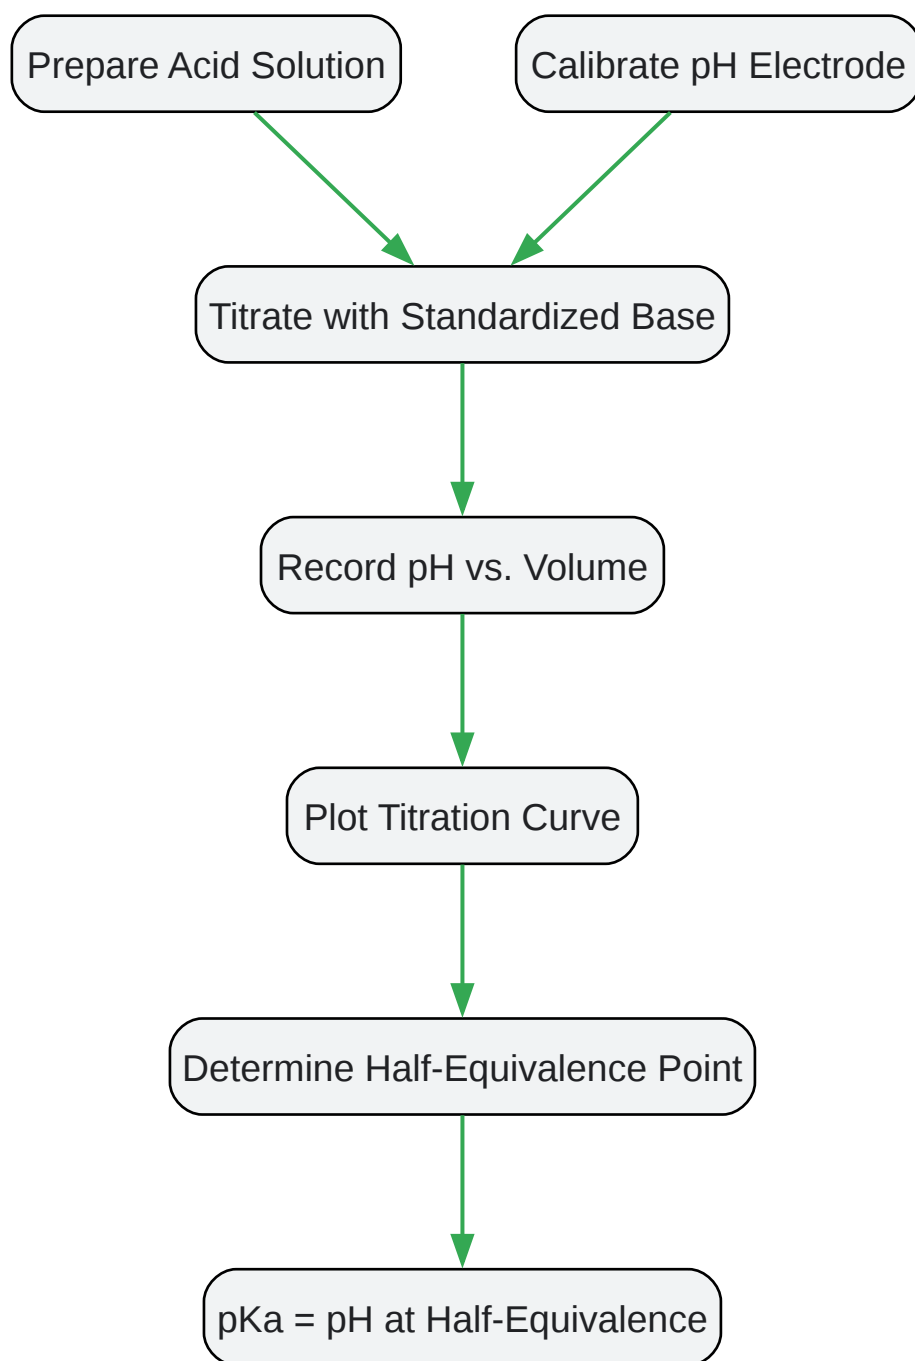 Prepare Acid Solution
Calibrate pH Electrode
Titrate with Standardized Base
Record pH vs. Volume
Plot Titration Curve
Determine Half-Equivalence Point
pKa = pH at Half-Equivalence